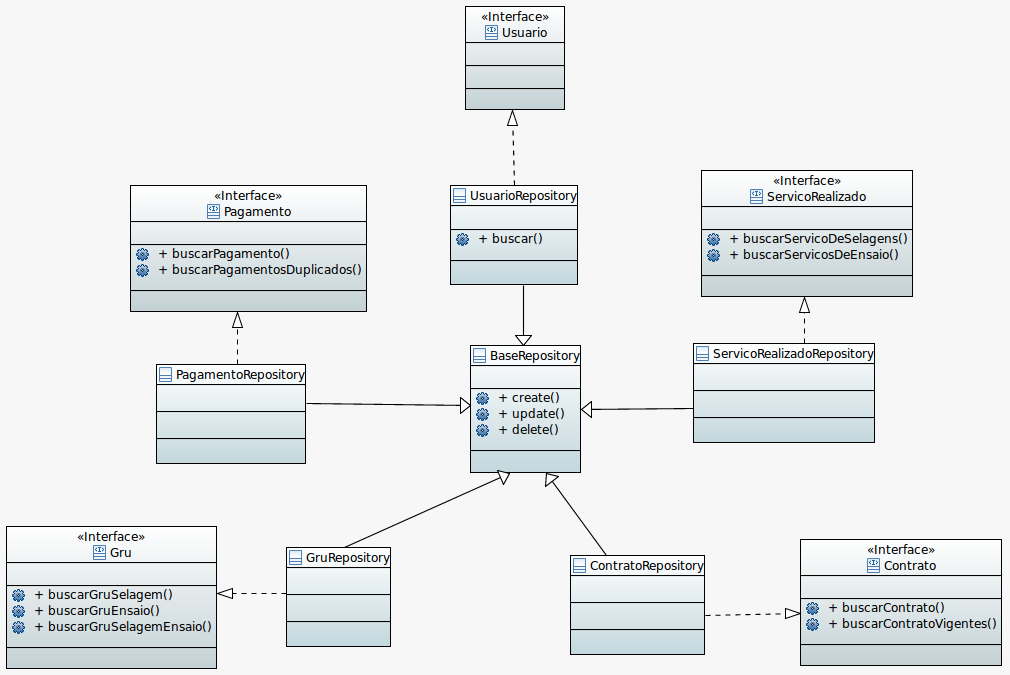 «Interface»
Usuario
«Interface»
Pagamento
+ buscarPagamento()
+ buscarPagamentosDuplicados()
UsuarioRepository
+ buscar()
«Interface»
ServicoRealizado
+ buscarServicoDeSelagens()
+ buscarServicosDeEnsaio()
PagamentoRepository
BaseRepository
+ create()
+ update()
+ delete()
ServicoRealizadoRepository
«Interface»
Gru
+ buscarGruSelagem()
+ buscarGruEnsaio()
+ buscarGruSelagemEnsaio()
GruRepository
ContratoRepository
«Interface»
Contrato
+ buscarContrato()
+ buscarContratoVigentes()